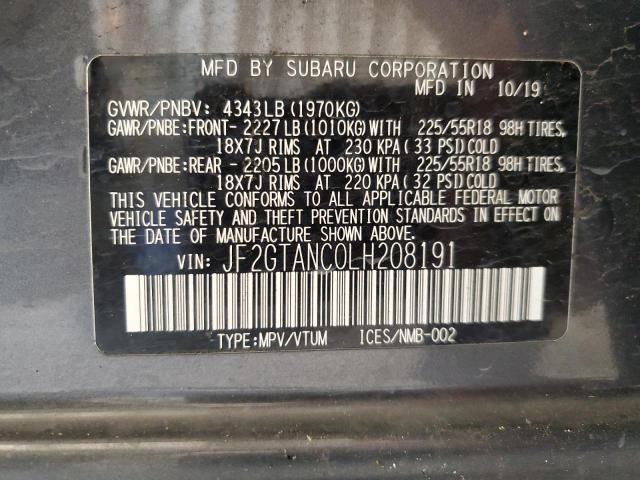 MFD BY SUBARU CORPORATION
MFD IN 10/19
GVWR/PNBV: 4343LB (1970KG)
GAWR/PNBE:FRONT- 2227LB (1010KG) WITH 225/55R18 98H TIRES,
18X7J RIMS AT 230 KPA ( 33 PSI) COLD
GAWR/PNBE:REAR - 2205LB (1000KG) WITH 225/55R18 98H TIRES,
18X7J RIMS AT 220 KPA ( 32 PSI) COLD
THIS VEHICLE CONFORMS TO ALL APPLICABLE FEDERAL MOTOR
VEHICLE SAFETY AND THEFT PREVENTION STANDARDS IN EFFECT ON
THE DATE OF MANUFACTURE SHOWN ABOVE.
VIN: JF2GTANC0LH208191
TYPE:MPV/VTUM ICES/NMB-002